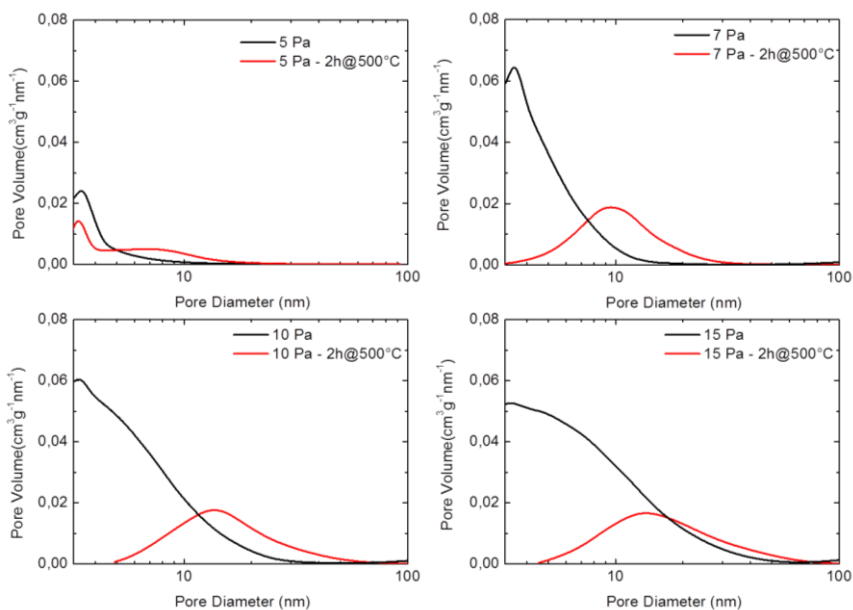 0,08
0,06
0,04
0,02
0,00
Pore Volume(cm³g⁻¹nm⁻¹)
5 Pa
5 Pa - 2h@500°C
10
100
Pore Diameter (nm)
0,08
0,06
0,04
0,02
0,00
Pore Volume(cm³g⁻¹nm⁻¹)
7 Pa
7 Pa - 2h@500°C
10
100
Pore Diameter (nm)
0,08
0,06
0,04
0,02
0,00
Pore Volume(cm³g⁻¹nm⁻¹)
10 Pa
10 Pa - 2h@500°C
10
100
Pore Diameter (nm)
0,08
0,06
0,04
0,02
0,00
Pore Volume(cm³g⁻¹nm⁻¹)
15 Pa
15 Pa - 2h@500°C
10
100
Pore Diameter (nm)